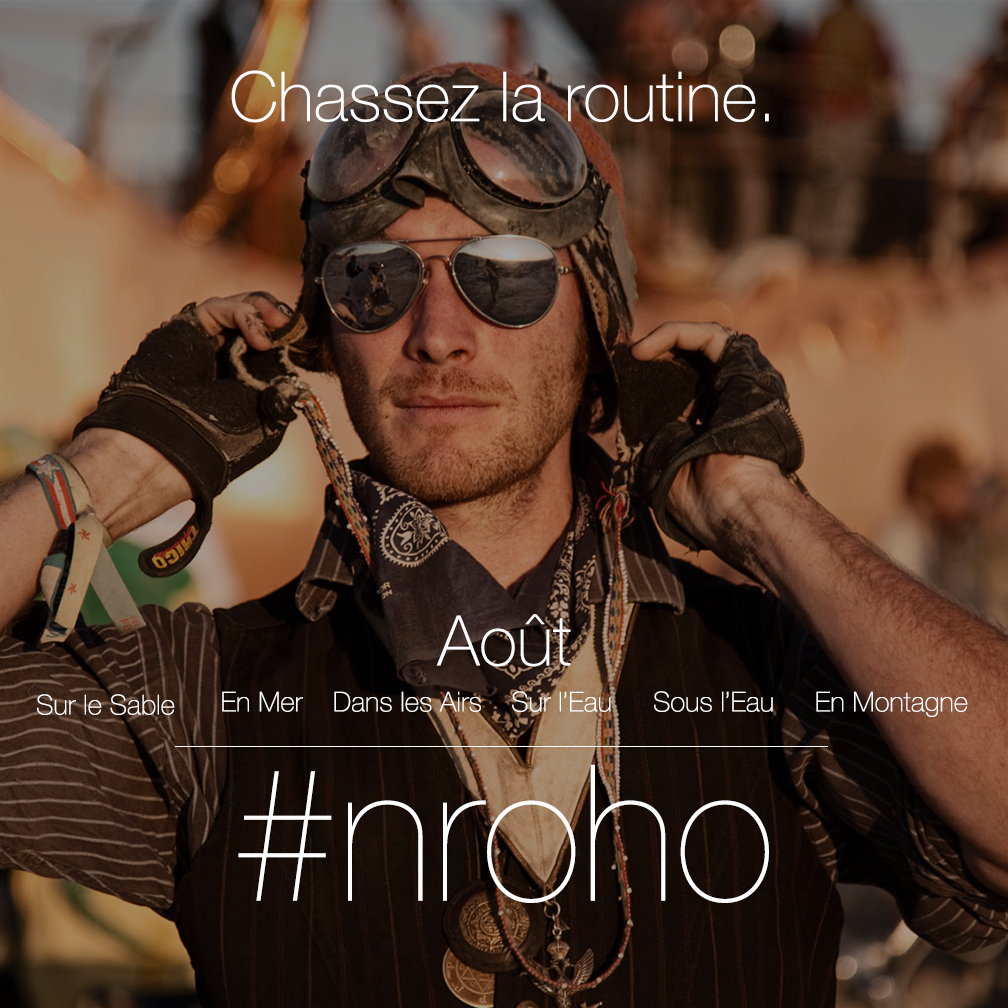 Chassez la routine.
CHICO
Août
Sur le Sable En Mer Dans les Airs Sur l'Eau Sous l'Eau En Montagne
#nroho